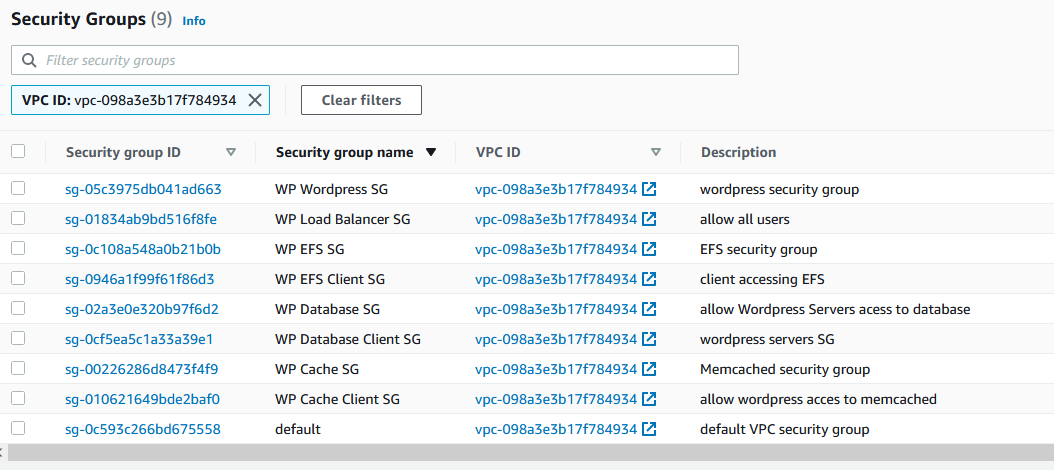 Security Groups (9) Info
Filter security groups
VPC ID: vpc-098a3e3b17f784934 Clear filters
Security group ID Security group name VPC ID Description
sg-05c3975db041ad663 WP Wordpress SG vpc-098a3e3b17f784934 wordpress security group
sg-01834ab9bd516f8fe WP Load Balancer SG vpc-098a3e3b17f784934 allow all users
sg-0c108a548a0b21b0b WP EFS SG vpc-098a3e3b17f784934 EFS security group
sg-0946a1f99f61f86d3 WP EFS Client SG vpc-098a3e3b17f784934 client accessing EFS
sg-02a3e0e320b97f6d2 WP Database SG vpc-098a3e3b17f784934 allow Wordpress Servers acess to database
sg-0cf5ea5c1a33a39e1 WP Database Client SG vpc-098a3e3b17f784934 wordpress servers SG
sg-00226286d8473f4f9 WP Cache SG vpc-098a3e3b17f784934 Memcached security group
sg-010621649bde2baf0 WP Cache Client SG vpc-098a3e3b17f784934 allow wordpress acces to memcached
sg-0c593c266bd675558 default vpc-098a3e3b17f784934 default VPC security group